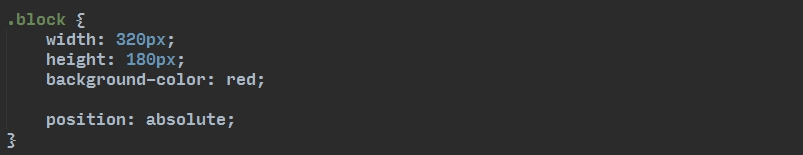 .block {
    width: 320px;
    height: 180px;
    background-color: red;

    position: absolute;
}